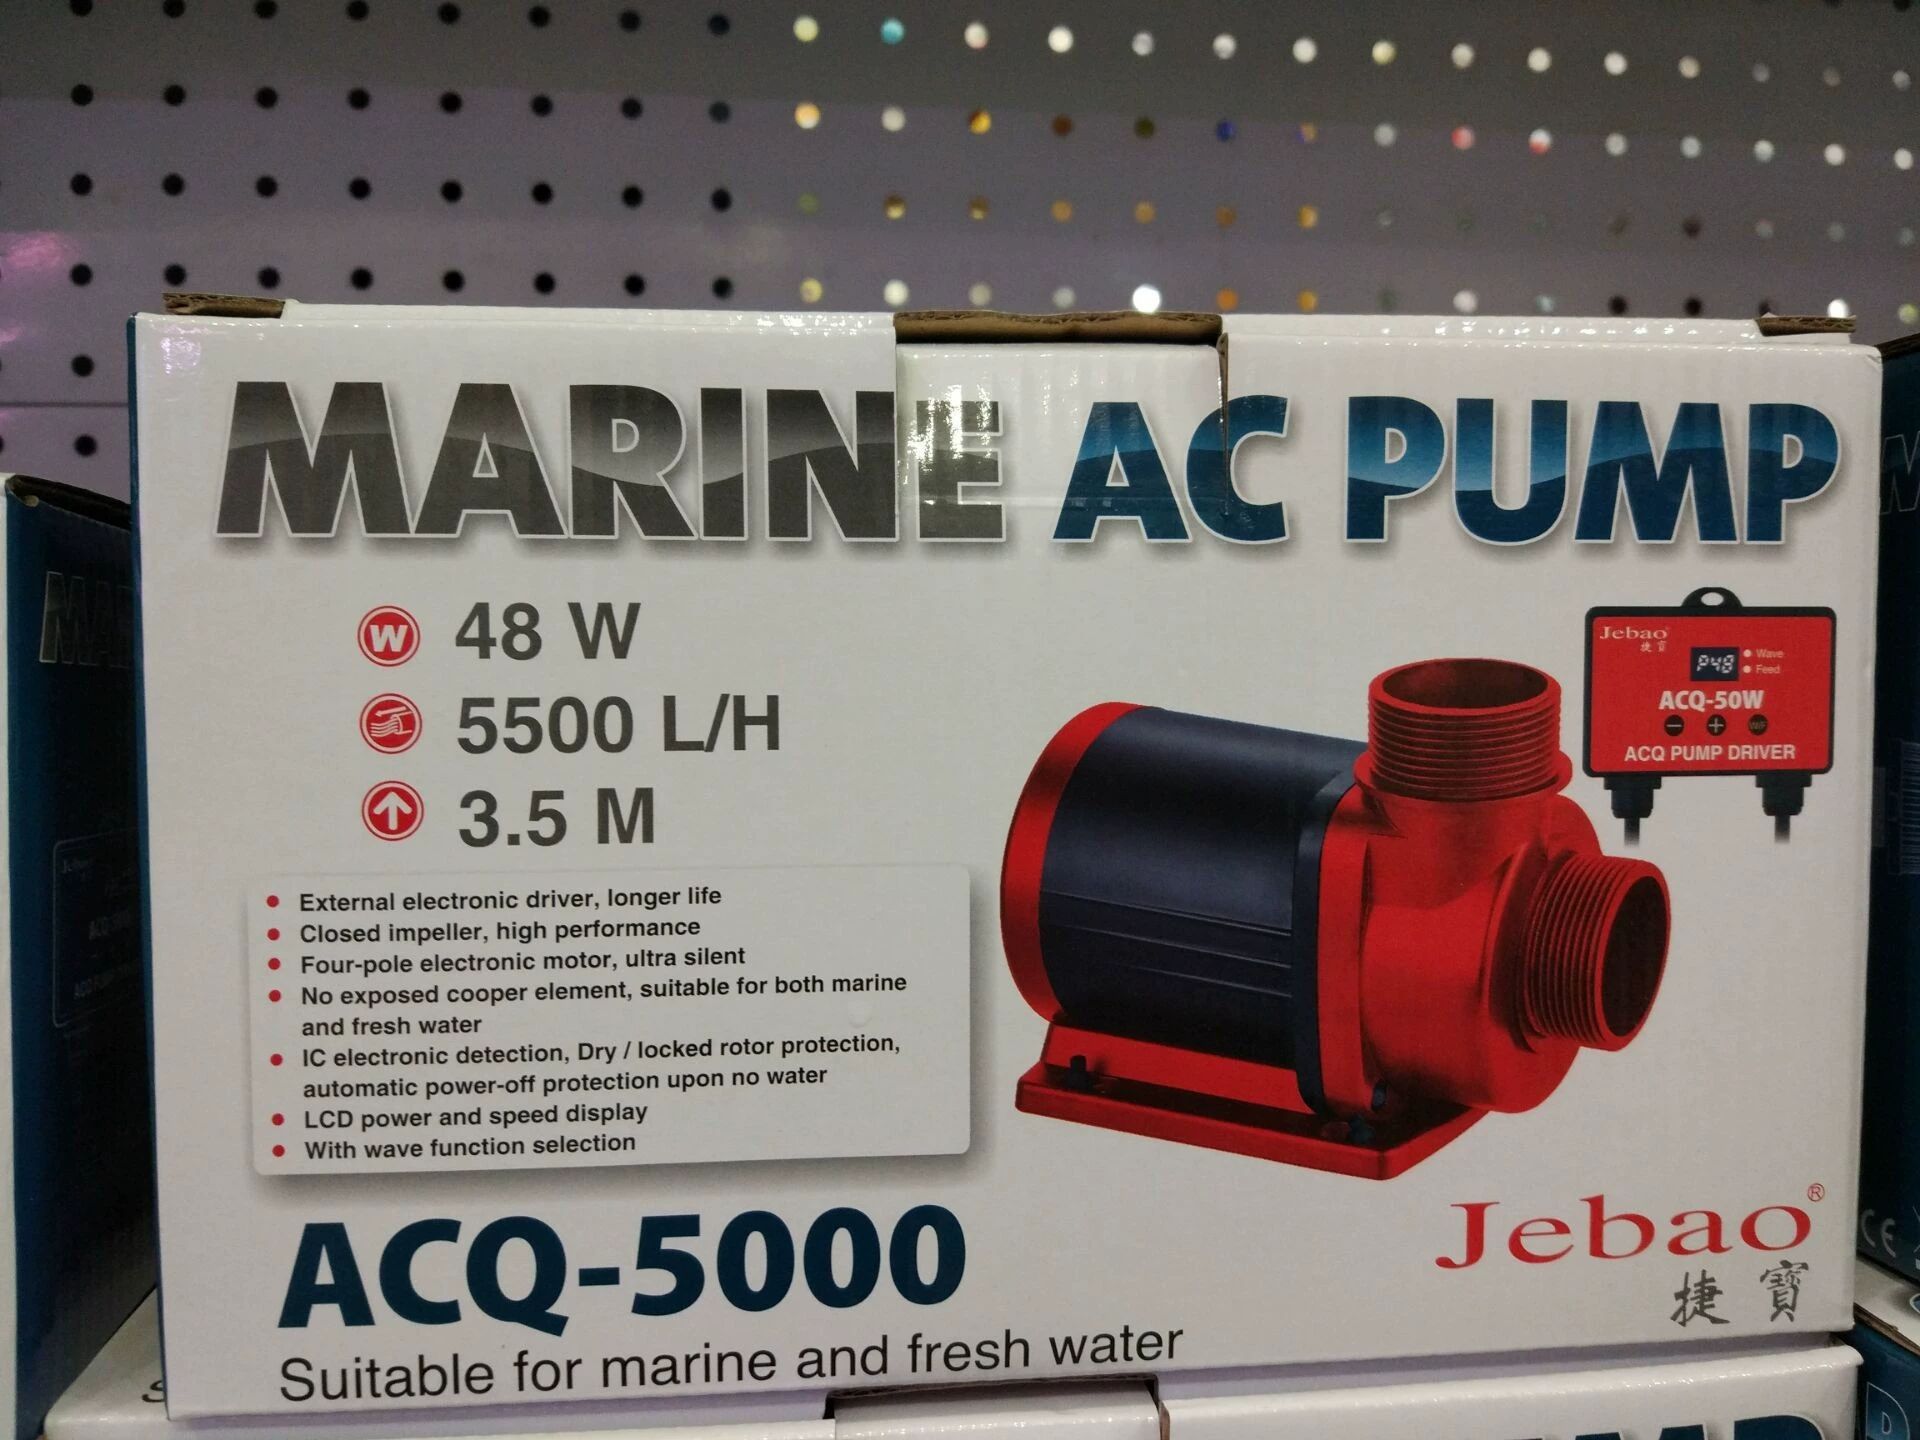 MARINE AC PUMP
W 48 W
5500 L/H
3.5 M
Jebao
捷寶
P48
Wave
Feed
ACQ-50W
- + W/F
ACQ PUMP DRIVER
External electronic driver, longer life
Closed impeller, high performance
Four-pole electronic motor, ultra silent
No exposed cooper element, suitable for both marine
and fresh water
IC electronic detection, Dry / locked rotor protection,
automatic power-off protection upon no water
LCD power and speed display
With wave function selection
ACQ-5000
Suitable for marine and fresh water
Jebao®
捷寶
CE